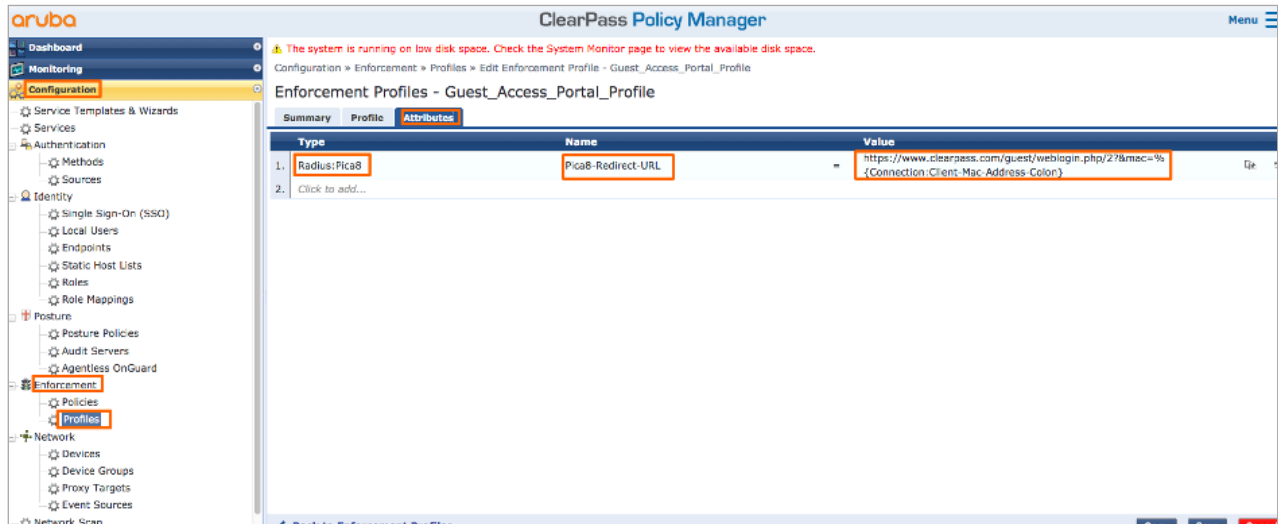 aruba
ClearPass Policy Manager
Menu
Dashboard
Monitoring
Configuration
Service Templates & Wizards
Services
Authentication
Methods
Sources
Identity
Single Sign-On (SSO)
Local Users
Endpoints
Static Host Lists
Roles
Role Mappings
Posture
Posture Policies
Audit Servers
Agentless OnGuard
Enforcement
Policies
Profiles
Network
Devices
Device Groups
Proxy Targets
Event Sources
Network Scan
The system is running on low disk space. Check the System Monitor page to view the available disk space.
Configuration » Enforcement » Profiles » Edit Enforcement Profile - Guest_Access_Portal_Profile
Enforcement Profiles - Guest_Access_Portal_Profile
Summary Profile Attributes
Type Name Value
1. Radius:Pica8 Pica8-Redirect-URL = https://www.clearpass.com/guest/weblogin.php/2?&mac=%
{Connection:Client-Mac-Address-Colon}
2. Click to add...
Back to Enforcement Profiles